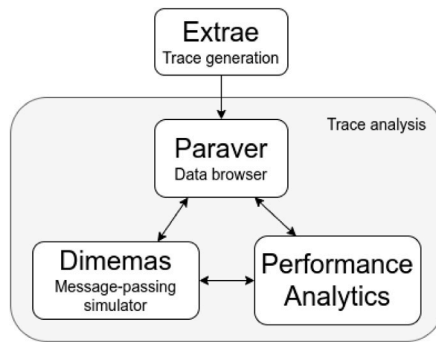 Extrae
Trace generation
Trace analysis
Paraver
Data browser
Dimemas
Message-passing
simulator
Performance
Analytics